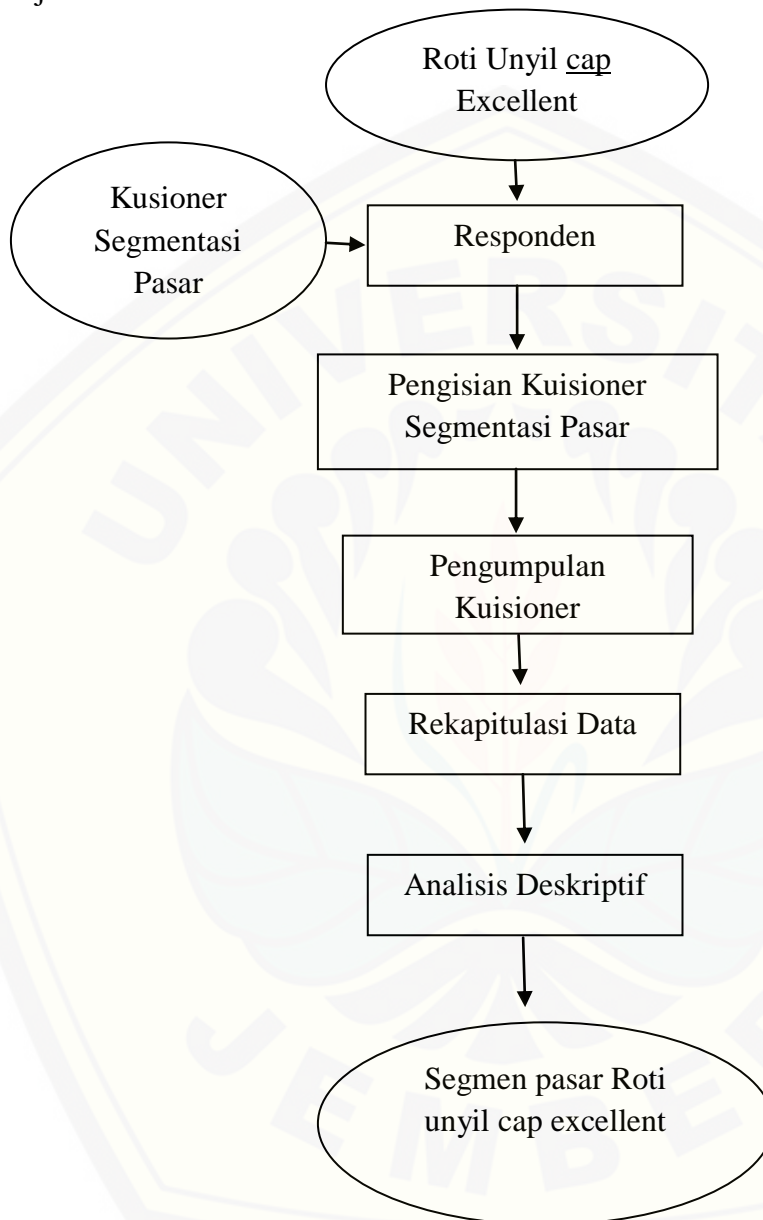 Roti Unyil cap
Excellent
Kusioner
Segmentasi
Pasar
Responden
Pengisian Kuisioner
Segmentasi Pasar
Pengumpulan
Kuisioner
Rekapitulasi Data
Analisis Deskriptif
Segmen pasar Roti
unyil cap excellent